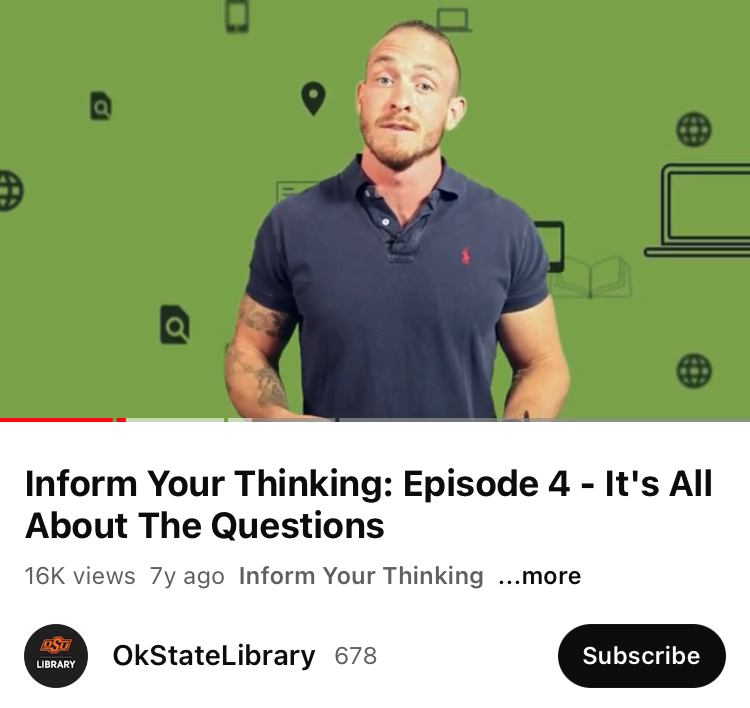 Inform Your Thinking: Episode 4 - It's All
About The Questions
16K views 7y ago Inform Your Thinking ...more
OSU
LIBRARY
OkStateLibrary 678
Subscribe